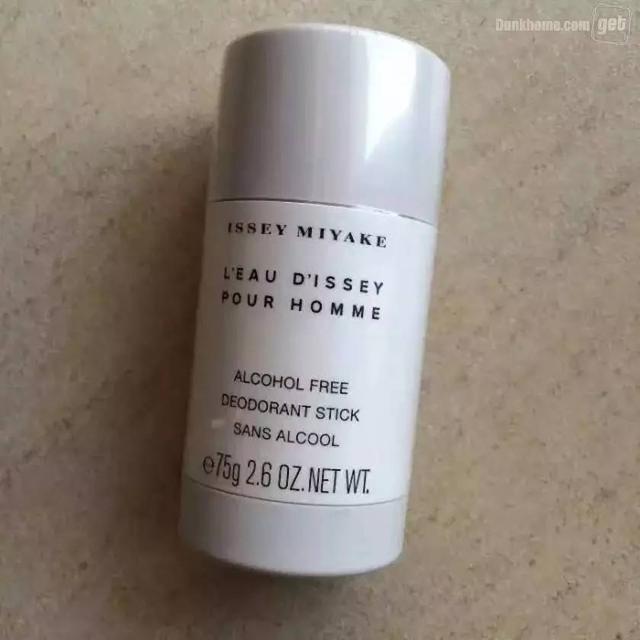 Dunkhome.com get
ISSEY MIYAKE
L'EAU D'ISSEY
POUR HOMME
ALCOHOL FREE
DEODORANT STICK
SANS ALCOOL
℮75g 2.6 OZ. NET WT.